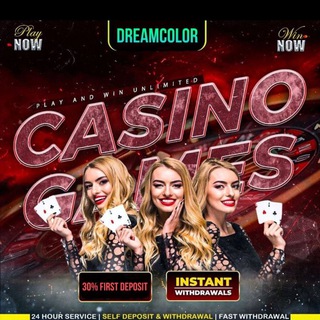 Play
NOW
DREAMCOLOR
Win
NOW
PLAY AND WIN UNLIMITED
CASINO
GAMES
30% FIRST DEPOSIT
INSTANT
WITHDRAWALS
24 HOUR SERVICE | SELF DEPOSIT & WITHDRAWAL | FAST WITHDRAWAL